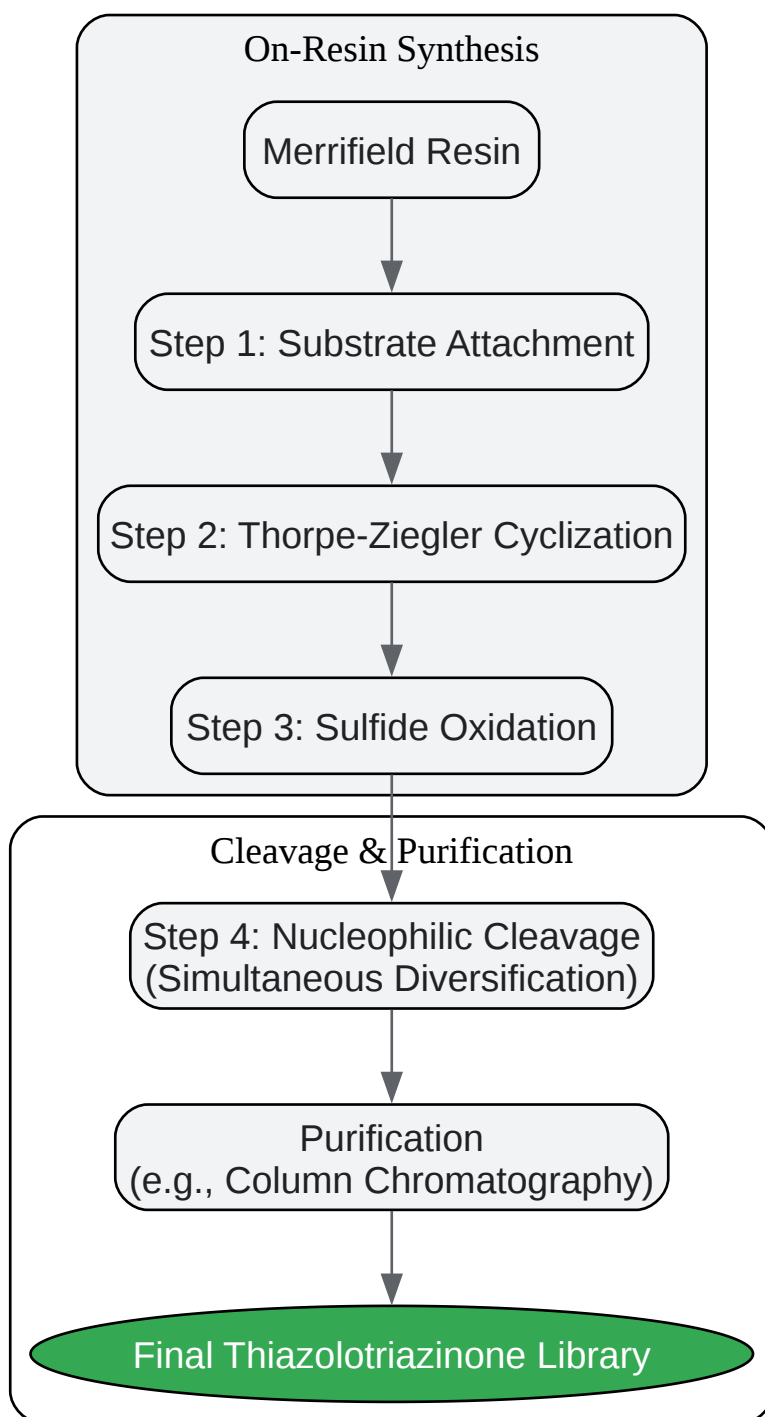 On-Resin Synthesis
Merrifield Resin
Step 1: Substrate Attachment
Step 2: Thorpe-Ziegler Cyclization
Step 3: Sulfide Oxidation
Cleavage & Purification
Step 4: Nucleophilic Cleavage
(Simultaneous Diversification)
Purification
(e.g., Column Chromatography)
Final Thiazolotriazinone Library